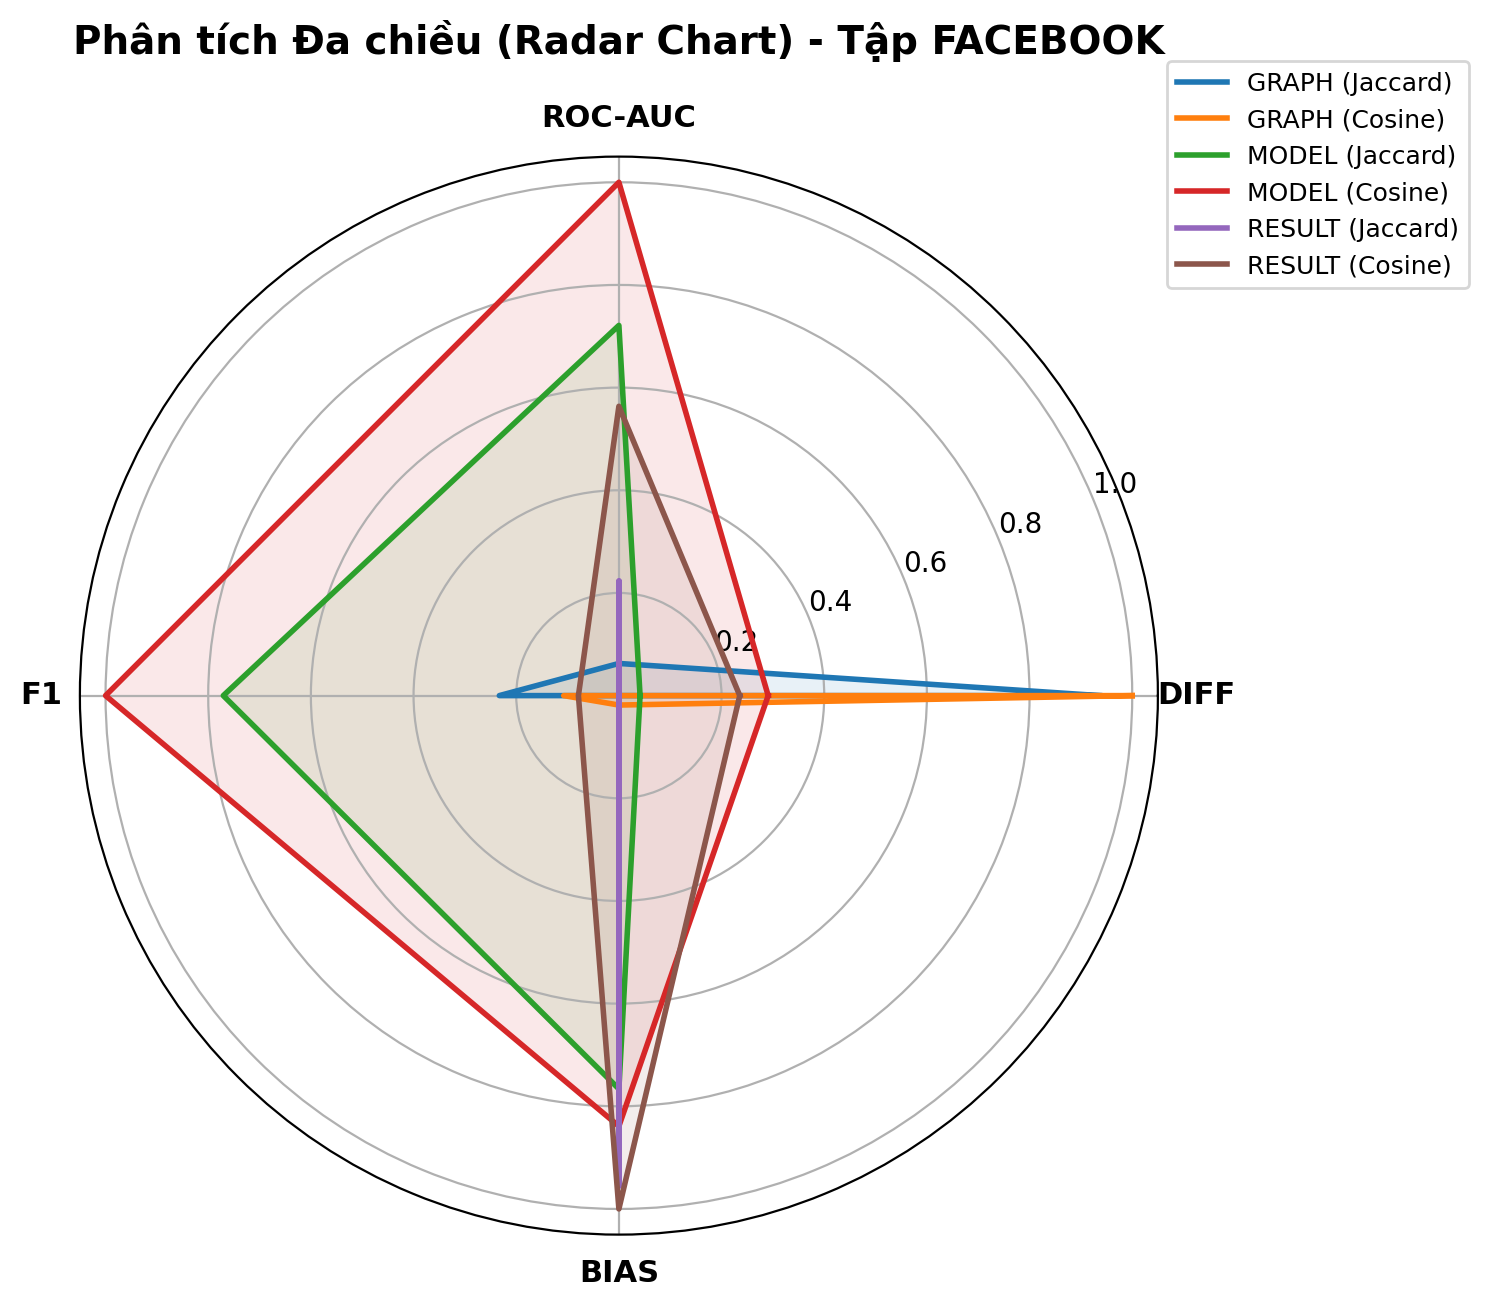 Phân tích Đa chiều (Radar Chart) - Tập FACEBOOK
GRAPH (Jaccard)
GRAPH (Cosine)
MODEL (Jaccard)
MODEL (Cosine)
RESULT (Jaccard)
RESULT (Cosine)
ROC-AUC
1.0
0.8
0.6
0.4
0.2
F1
DIFF
BIAS